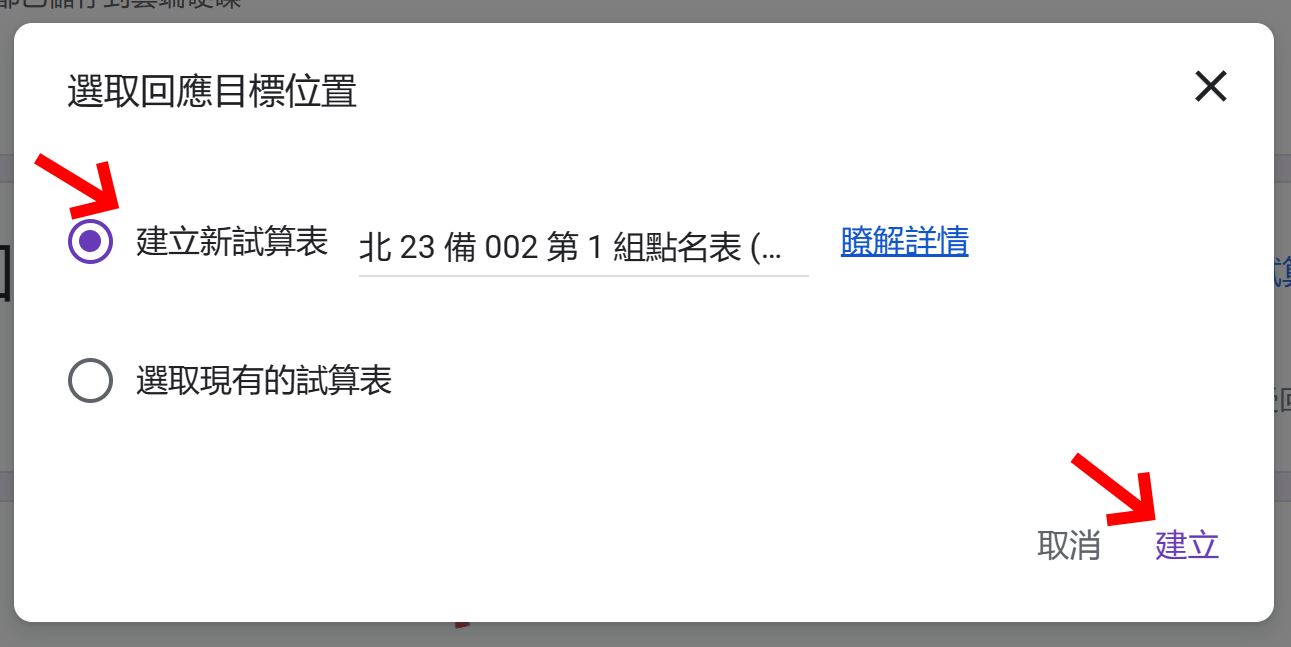 選取回應目標位置
建立新試算表 北 23 備 002 第 1 組點名表 (... 瞭解詳情
選取現有的試算表
取消 建立